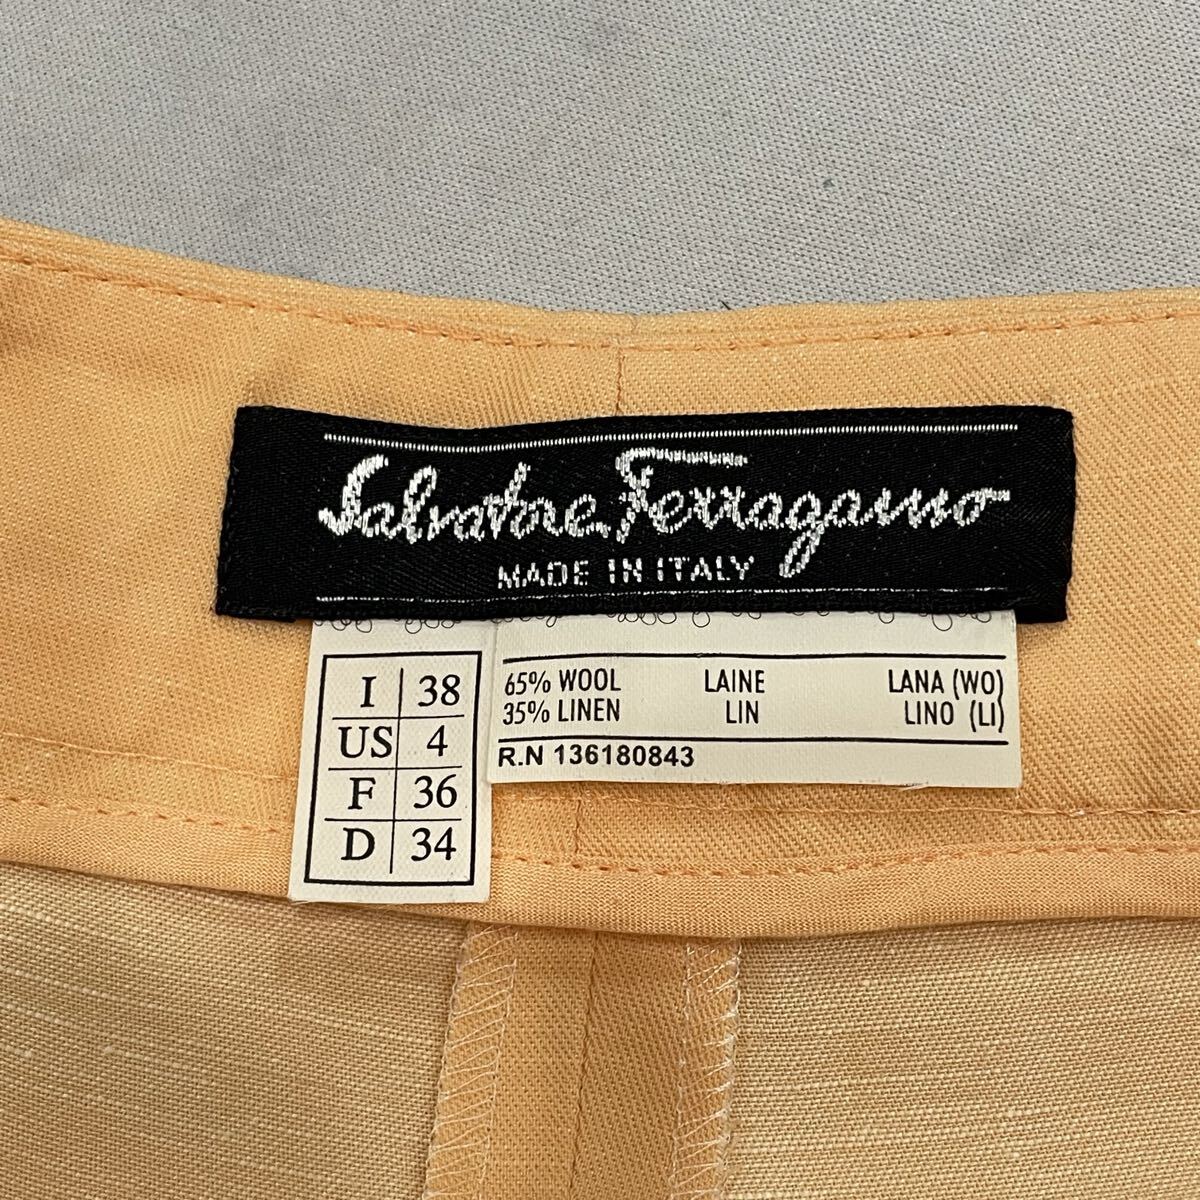 Salvatore Ferragamo
MADE IN ITALY
I 38
US 4
F 36
D 34
65% WOOL LAINE LANA (WO)
35% LINEN LIN LINO (LI)
R.N 136180843